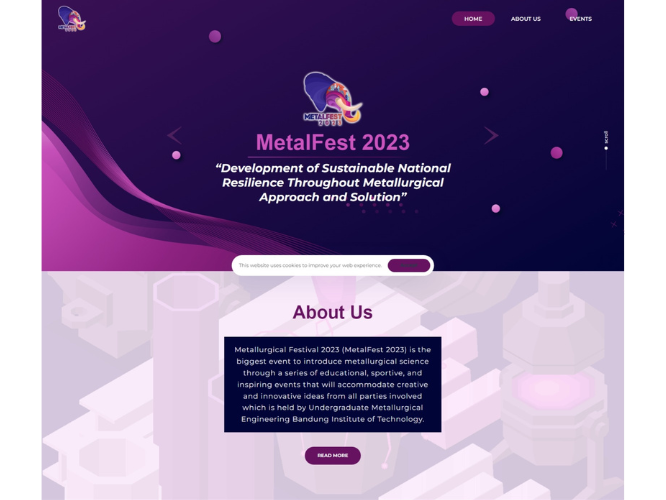 HOME
ABOUT US
EVENTS
METALFEST
scroll
MetalFest 2023
“Development of Sustainable National
Resilience Throughout Metallurgical
Approach and Solution”
This website uses cookies to improve your web experience.
About Us
Metallurgical Festival 2023 (MetalFest 2023) is the
biggest event to introduce metallurgical science
through a series of educational, sportive, and
inspiring events that will accommodate creative
and innovative ideas from all parties involved
which is held by Undergraduate Metallurgical
Engineering Bandung Institute of Technology.
READ MORE